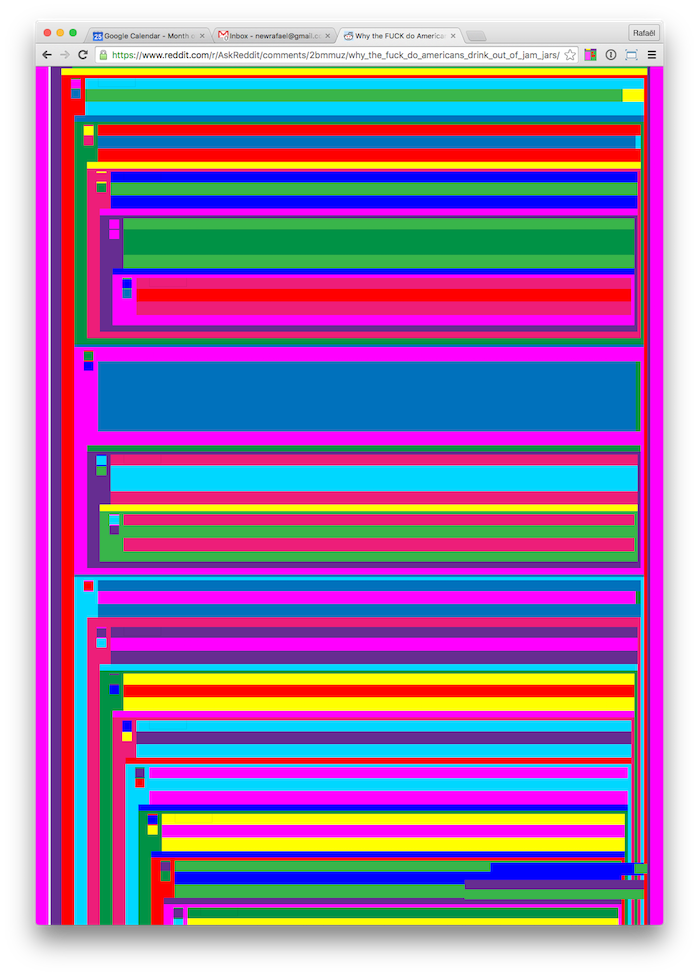 Google Calendar - Month o
Inbox - newrafael@gmail.co
Why the FUCK do America
Rafaël
https://www.reddit.com/r/AskReddit/comments/2bmmuz/why_the_fuck_do_americans_drink_out_of_jam_jars/